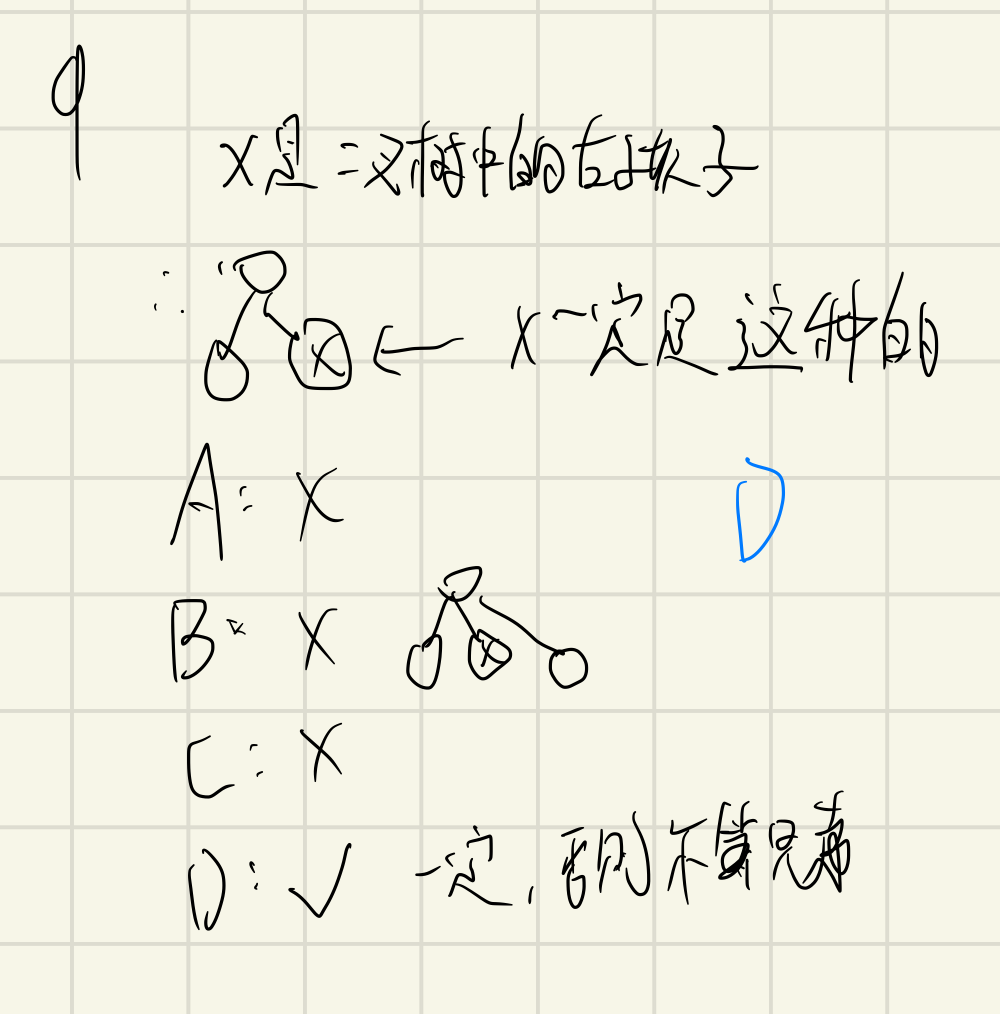 9
X是二叉树中的右孩子
∴ X ← X一定是这种的
A: X
D
B: X X
C: X
D: ✓ 一定, 否则不算兄弟